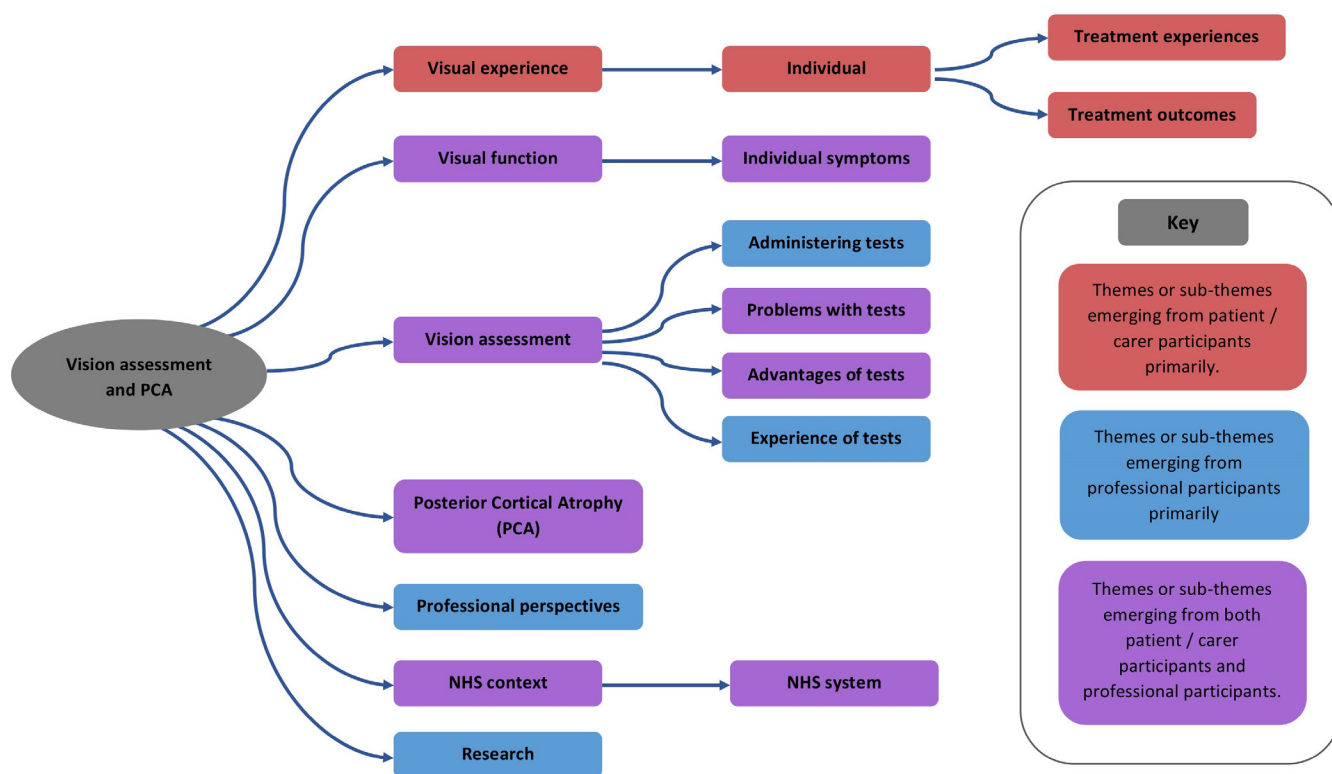 Vision assessment
and PCA
Visual experience
Individual
Treatment experiences
Treatment outcomes
Visual function
Individual symptoms
Vision assessment
Administering tests
Problems with tests
Advantages of tests
Experience of tests
Posterior Cortical Atrophy
(PCA)
Professional perspectives
NHS context
NHS system
Research
Key
Themes or sub-themes
emerging from patient /
carer participants
primarily.
Themes or sub-themes
emerging from
professional participants
primarily
Themes or sub-themes
emerging from both
patient / carer
participants and
professional participants.